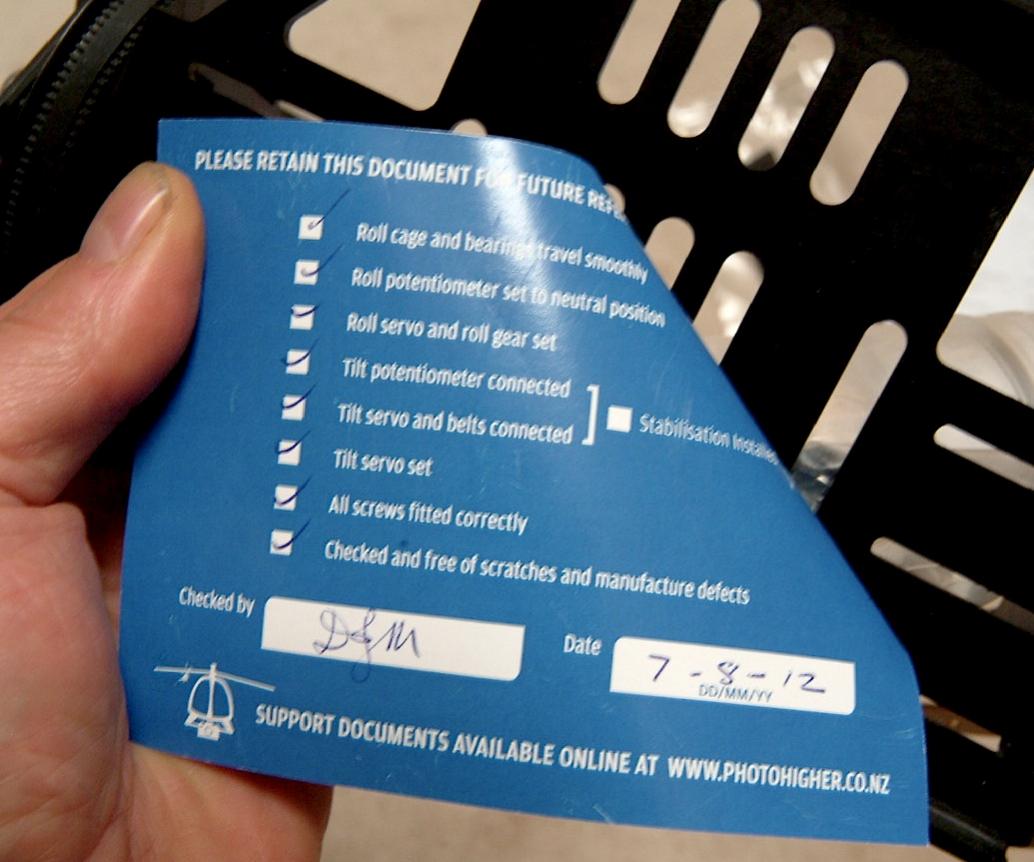 PLEASE RETAIN THIS DOCUMENT FOR FUTURE
Roll cage and bearings travel smoothly
Roll potentiometer set to neutral position
Roll servo and roll gear set
Tilt potentiometer connected
Tilt servo and belts connected
Stabilisation
Tilt servo set
All screws fitted correctly
Checked and free of scratches and manufacture defects
Checked by
Date
7-8-12
DD/MM/YY
SUPPORT DOCUMENTS AVAILABLE ONLINE AT WWW.PHOTOHIGHER.CO.NZ